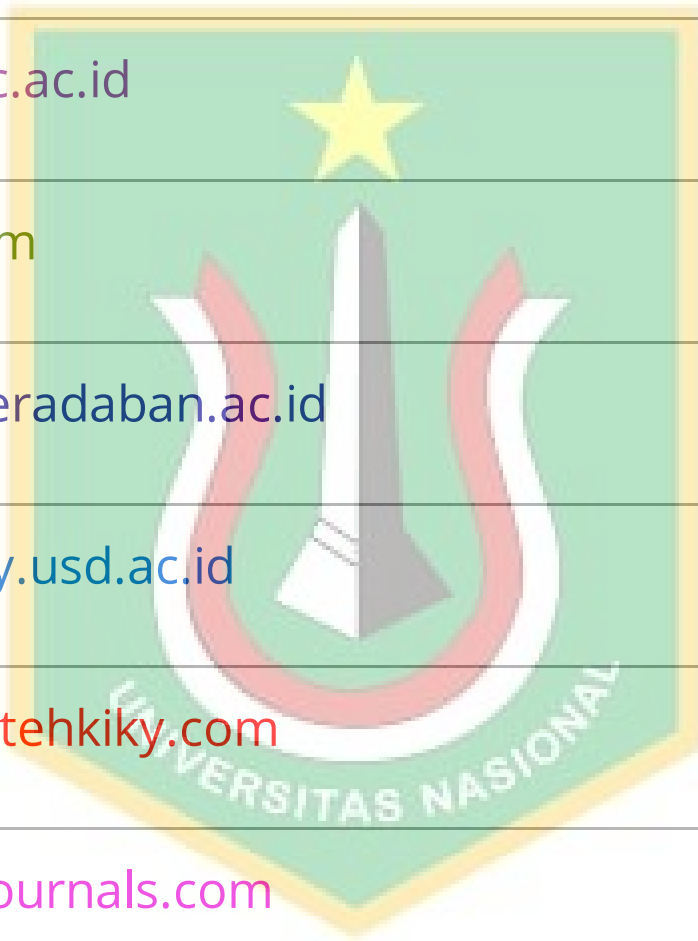 c.ac.id
m
eradaban.ac.id
y.usd.ac.id
tehkiky.com
UNIVERSITAS NASIONAL
ournals.com